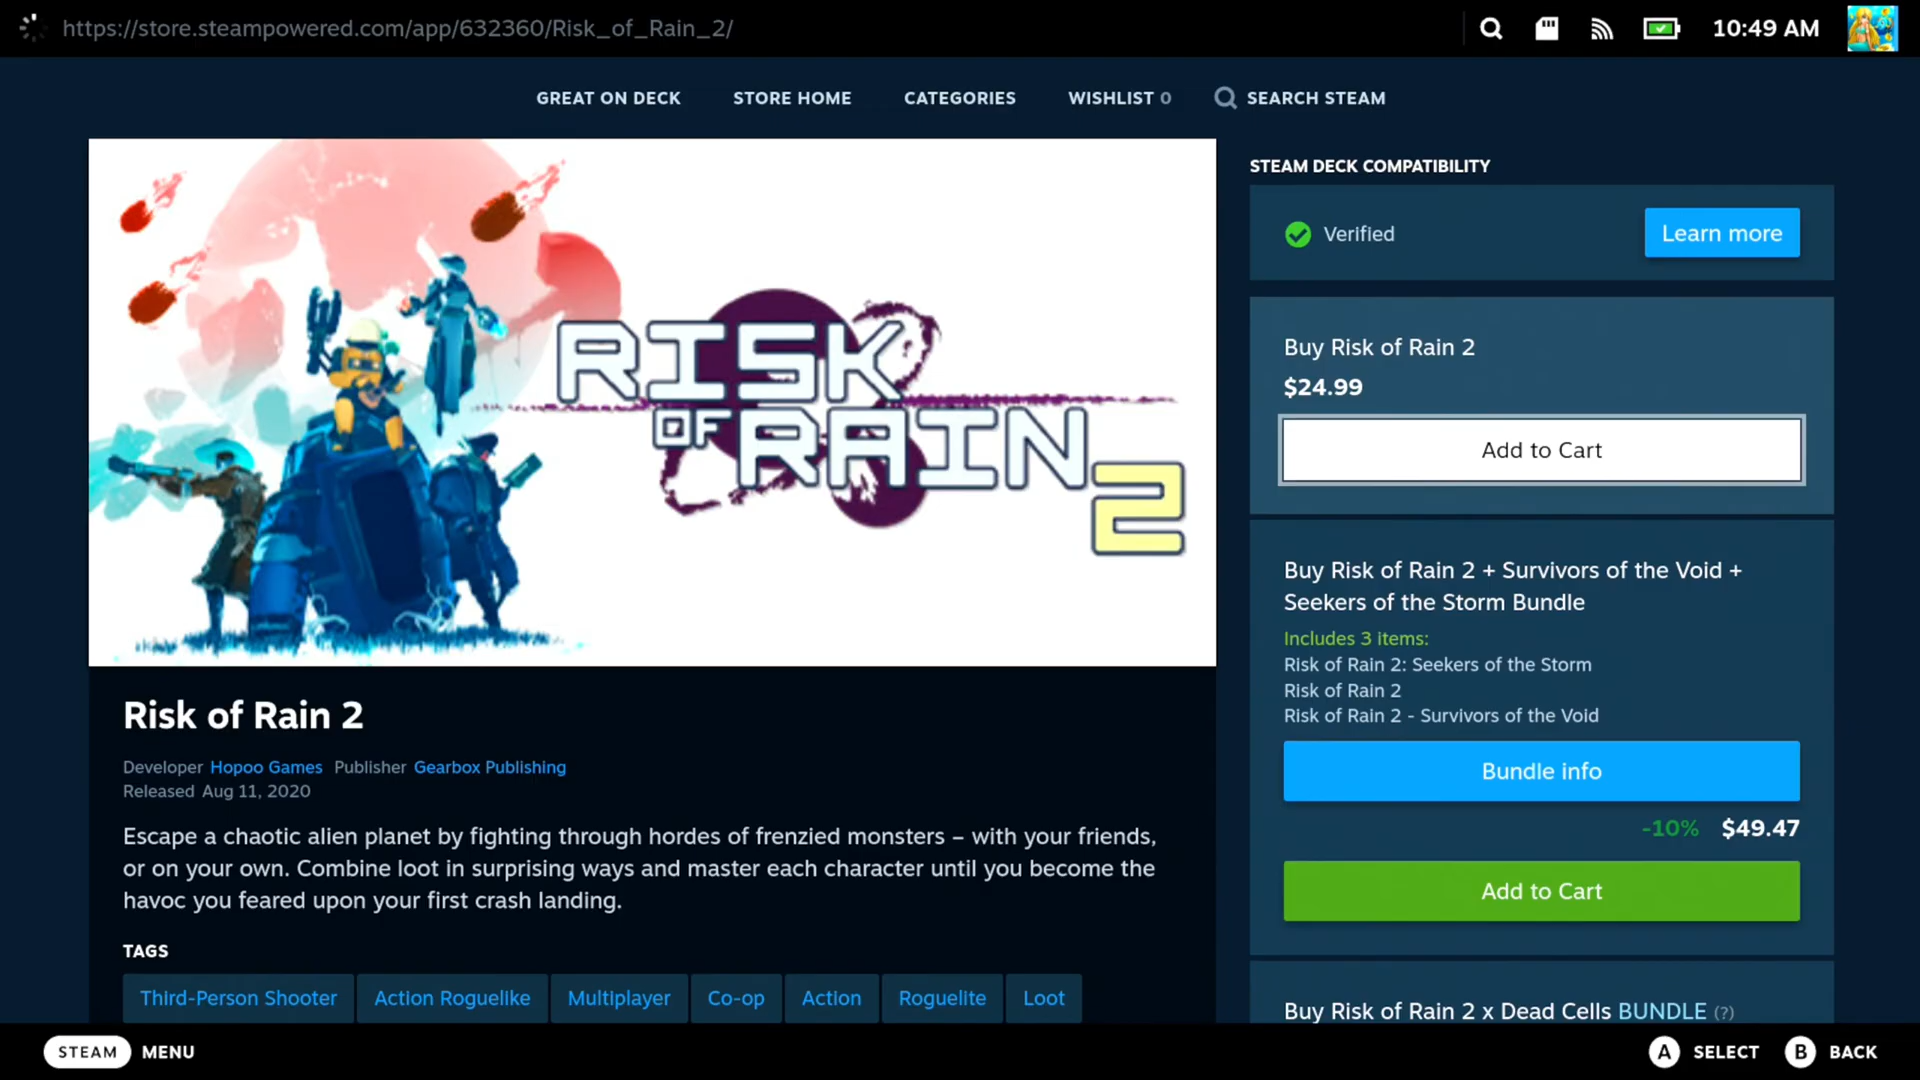 https://store.steampowered.com/app/632360/Risk_of_Rain_2/
10:49 AM
GREAT ON DECK
STORE HOME
CATEGORIES
WISHLIST 0
SEARCH STEAM
RISK
OF RAIN
2
STEAM DECK COMPATIBILITY
Verified
Learn more
Buy Risk of Rain 2
$24.99
Add to Cart
Buy Risk of Rain 2 + Survivors of the Void +
Seekers of the Storm Bundle
Includes 3 items:
Risk of Rain 2: Seekers of the Storm
Risk of Rain 2
Risk of Rain 2 - Survivors of the Void
Bundle info
-10% $49.47
Add to Cart
Buy Risk of Rain 2 x Dead Cells BUNDLE (?)
Risk of Rain 2
Developer Hopoo Games Publisher Gearbox Publishing
Released Aug 11, 2020
Escape a chaotic alien planet by fighting through hordes of frenzied monsters – with your friends,
or on your own. Combine loot in surprising ways and master each character until you become the
havoc you feared upon your first crash landing.
TAGS
Third-Person Shooter
Action Roguelike
Multiplayer
Co-op
Action
Roguelite
Loot
STEAM MENU
A SELECT
B BACK